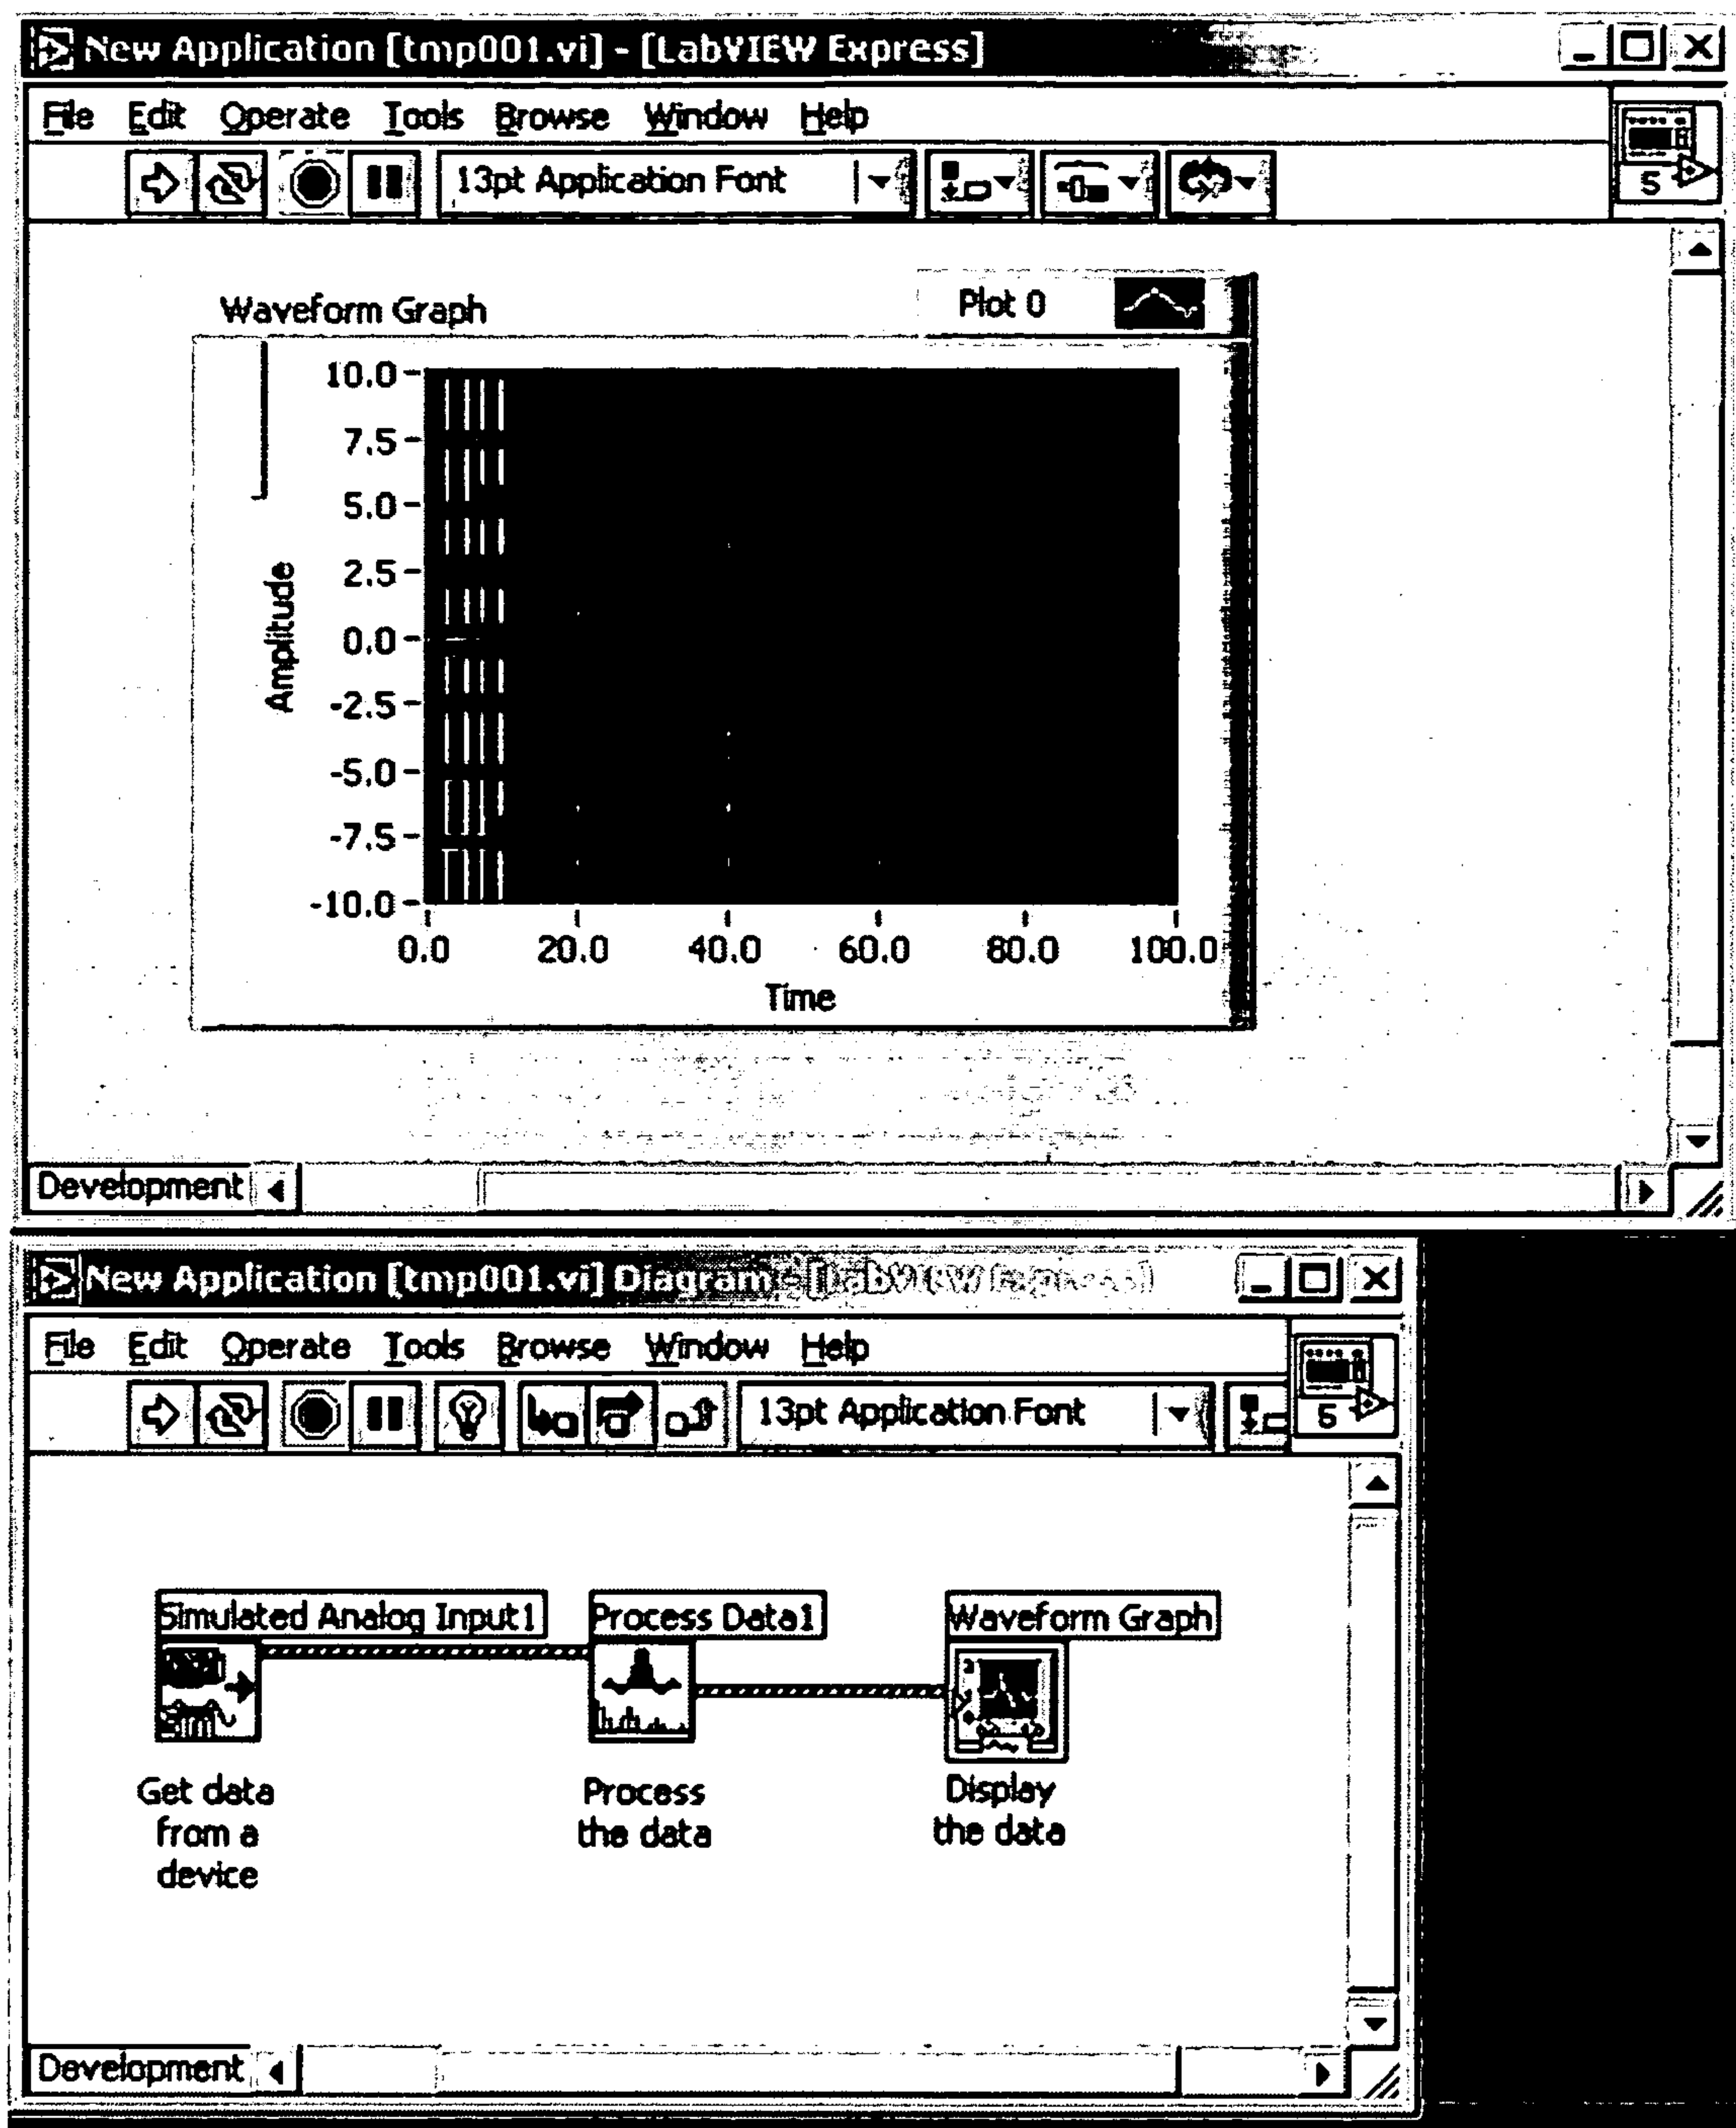 New Application [tmp001.vi] - [LabVIEW Express]
File Edit Operate Tools Browse Window Help
13pt Application Font
5
Waveform Graph
Plot 0
10.0
7.5
5.0
2.5
0.0
-2.5
-5.0
-7.5
-10.0
Amplitude
0.0 20.0 40.0 60.0 80.0 100.0
Time
Development
New Application [tmp001.vi] Diagram - [LabVIEW Express]
File Edit Operate Tools Browse Window Help
13pt Application Font
5
Simulated Analog Input1 Process Data1 Waveform Graph
Sim
Get data Process Display
from a the data the data
device
Development